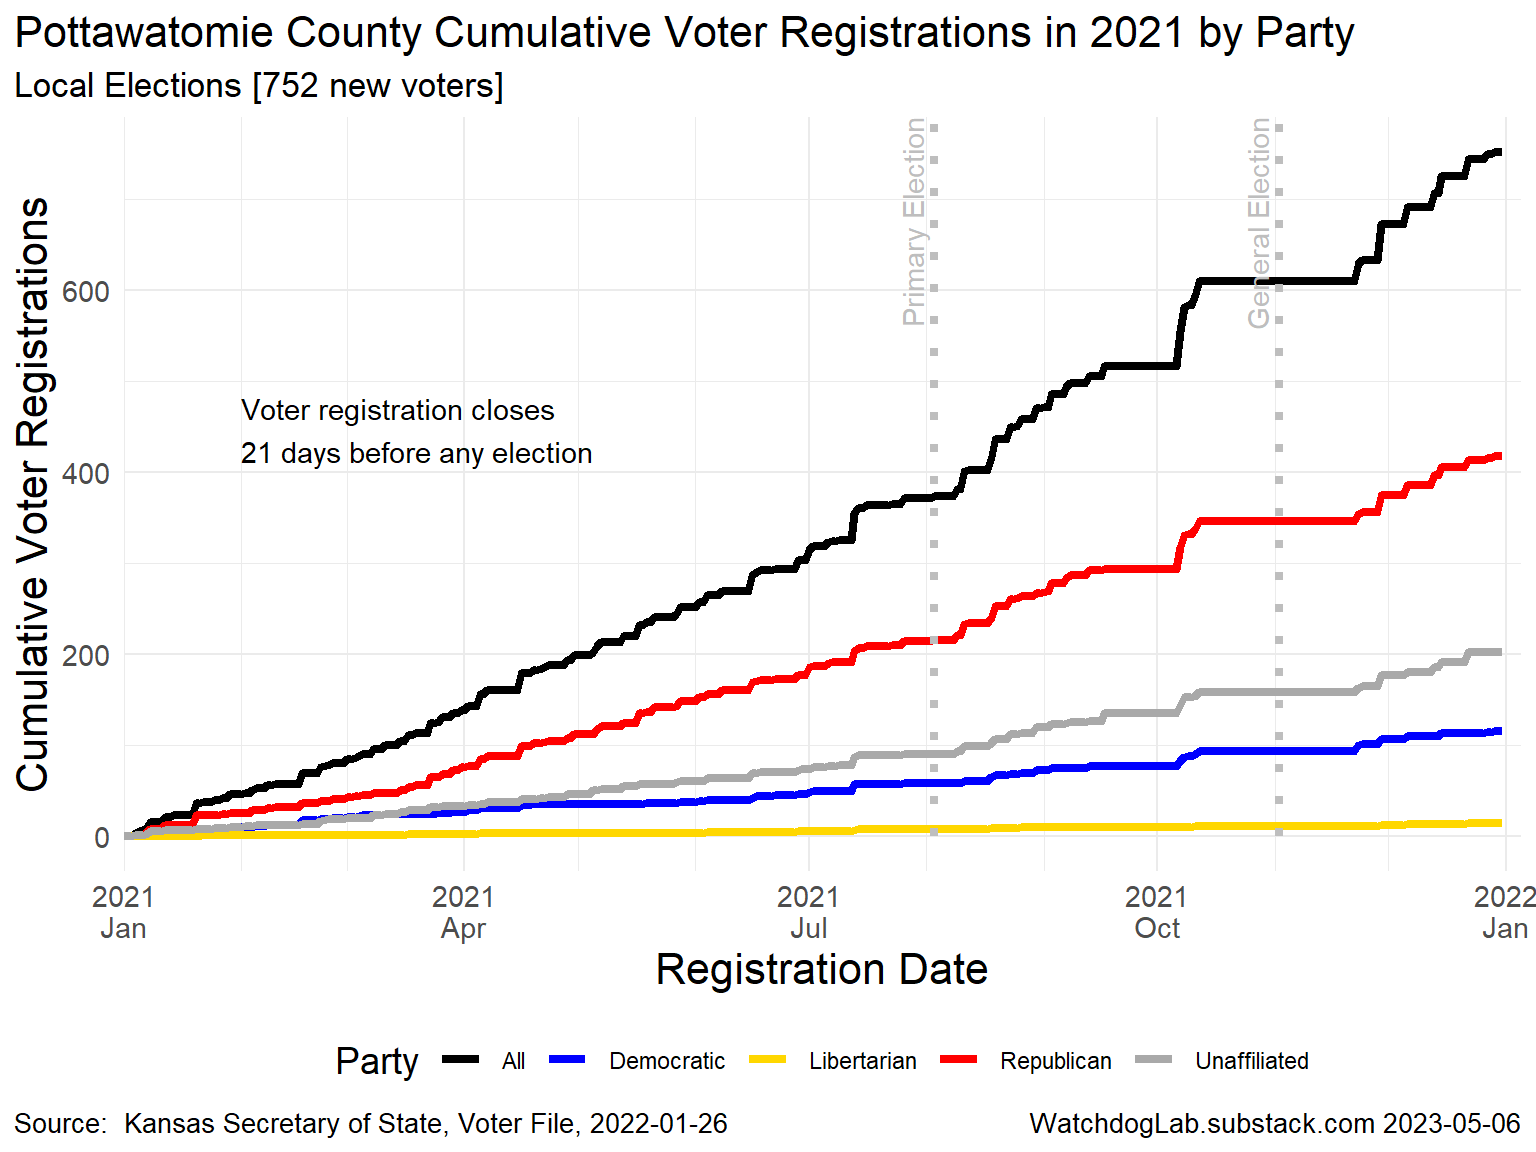 Pottawatomie County Cumulative Voter Registrations in 2021 by Party
Local Elections [752 new voters]
Cumulative Voter Registrations
600
400
200
0
Primary Election
General Election
Voter registration closes
21 days before any election
2021 2021 2021 2021 2022
Jan Apr Jul Oct Jan
Registration Date
Party All Democratic Libertarian Republican Unaffiliated
Source:  Kansas Secretary of State, Voter File, 2022-01-26
WatchdogLab.substack.com 2023-05-06